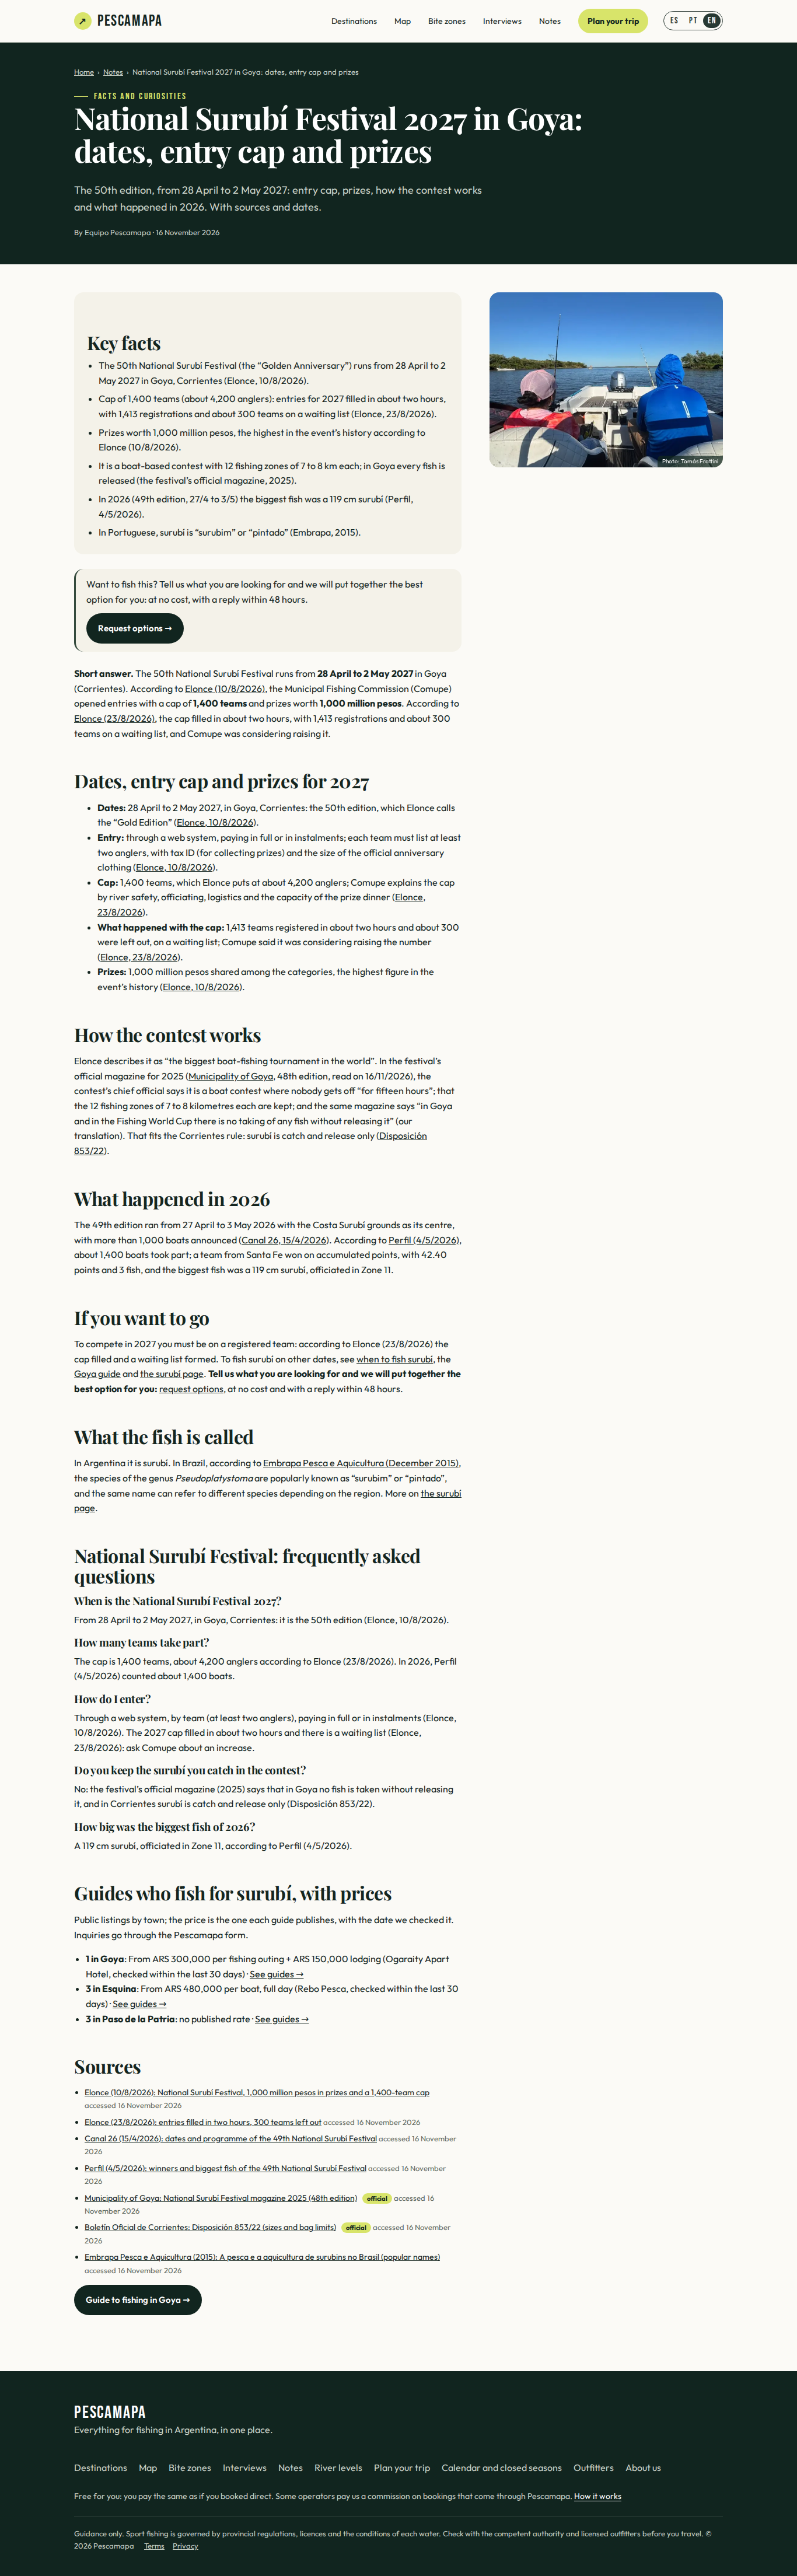 PESCAMAPA
Destinations Map Bite zones Interviews Notes Plan your trip ES PT EN
Home › Notes › National Surubí Festival 2027 in Goya: dates, entry cap and prizes
FACTS AND CURIOSITIES
National Surubí Festival 2027 in Goya:
dates, entry cap and prizes
The 50th edition, from 28 April to 2 May 2027: entry cap, prizes, how the contest works
and what happened in 2026. With sources and dates.
By Equipo Pescamapa · 16 November 2026
Key facts
• The 50th National Surubí Festival (the “Golden Anniversary”) runs from 28 April to 2
May 2027 in Goya, Corrientes (Elonce, 10/8/2026).
• Cap of 1,400 teams (about 4,200 anglers): entries for 2027 filled in about two hours,
with 1,413 registrations and about 300 teams on a waiting list (Elonce, 23/8/2026).
• Prizes worth 1,000 million pesos, the highest in the event’s history according to
Elonce (10/8/2026).
• It is a boat-based contest with 12 fishing zones of 7 to 8 km each; in Goya every fish is
released (the festival’s official magazine, 2025).
• In 2026 (49th edition, 27/4 to 3/5) the biggest fish was a 119 cm surubí (Perfil,
4/5/2026).
• In Portuguese, surubí is “surubim” or “pintado” (Embrapa, 2015).
Photo: Tomás Frattini
Want to fish this? Tell us what you are looking for and we will put together the best
option for you: at no cost, with a reply within 48 hours.
Request options →
Short answer. The 50th National Surubí Festival runs from 28 April to 2 May 2027 in Goya
(Corrientes). According to Elonce (10/8/2026), the Municipal Fishing Commission (Comupe)
opened entries with a cap of 1,400 teams and prizes worth 1,000 million pesos. According to
Elonce (23/8/2026), the cap filled in about two hours, with 1,413 registrations and about 300
teams on a waiting list, and Comupe was considering raising it.
Dates, entry cap and prizes for 2027
• Dates: 28 April to 2 May 2027, in Goya, Corrientes: the 50th edition, which Elonce calls
the “Gold Edition” (Elonce, 10/8/2026).
• Entry: through a web system, paying in full or in instalments; each team must list at least
two anglers, with tax ID (for collecting prizes) and the size of the official anniversary
clothing (Elonce, 10/8/2026).
• Cap: 1,400 teams, which Elonce puts at about 4,200 anglers; Comupe explains the cap
by river safety, officiating, logistics and the capacity of the prize dinner (Elonce,
23/8/2026).
• What happened with the cap: 1,413 teams registered in about two hours and about 300
were left out, on a waiting list; Comupe said it was considering raising the number
(Elonce, 23/8/2026).
• Prizes: 1,000 million pesos shared among the categories, the highest figure in the
event’s history (Elonce, 10/8/2026).
How the contest works
Elonce describes it as “the biggest boat-fishing tournament in the world”. In the festival’s
official magazine for 2025 (Municipality of Goya, 48th edition, read on 16/11/2026), the
contest’s chief official says it is a boat contest where nobody gets off “for fifteen hours”; that
the 12 fishing zones of 7 to 8 kilometres each are kept; and the same magazine says “in Goya
and in the Fishing World Cup there is no taking of any fish without releasing it” (our
translation). That fits the Corrientes rule: surubí is catch and release only (Disposición
853/22).
What happened in 2026
The 49th edition ran from 27 April to 3 May 2026 with the Costa Surubí grounds as its centre,
with more than 1,000 boats announced (Canal 26, 15/4/2026). According to Perfil (4/5/2026),
about 1,400 boats took part; a team from Santa Fe won on accumulated points, with 42.40
points and 3 fish, and the biggest fish was a 119 cm surubí, officiated in Zone 11.
If you want to go
To compete in 2027 you must be on a registered team: according to Elonce (23/8/2026) the
cap filled and a waiting list formed. To fish surubí on other dates, see when to fish surubí, the
Goya guide and the surubí page. Tell us what you are looking for and we will put together the
best option for you: request options, at no cost and with a reply within 48 hours.
What the fish is called
In Argentina it is surubí. In Brazil, according to Embrapa Pesca e Aquicultura (December 2015),
the species of the genus Pseudoplatystoma are popularly known as “surubim” or “pintado”,
and the same name can refer to different species depending on the region. More on the surubí
page.
National Surubí Festival: frequently asked
questions
When is the National Surubí Festival 2027?
From 28 April to 2 May 2027, in Goya, Corrientes: it is the 50th edition (Elonce, 10/8/2026).
How many teams take part?
The cap is 1,400 teams, about 4,200 anglers according to Elonce (23/8/2026). In 2026, Perfil
(4/5/2026) counted about 1,400 boats.
How do I enter?
Through a web system, by team (at least two anglers), paying in full or in instalments (Elonce,
10/8/2026). The 2027 cap filled in about two hours and there is a waiting list (Elonce,
23/8/2026): ask Comupe about an increase.
Do you keep the surubí you catch in the contest?
No: the festival’s official magazine (2025) says that in Goya no fish is taken without releasing
it, and in Corrientes surubí is catch and release only (Disposición 853/22).
How big was the biggest fish of 2026?
A 119 cm surubí, officiated in Zone 11, according to Perfil (4/5/2026).
Guides who fish for surubí, with prices
Public listings by town; the price is the one each guide publishes, with the date we checked it.
Inquiries go through the Pescamapa form.
• 1 in Goya: From ARS 300,000 per fishing outing + ARS 150,000 lodging (Ogaraity Apart
Hotel, checked within the last 30 days) · See guides →
• 3 in Esquina: From ARS 480,000 per boat, full day (Rebo Pesca, checked within the last 30
days) · See guides →
• 3 in Paso de la Patria: no published rate · See guides →
Sources
• Elonce (10/8/2026): National Surubí Festival, 1,000 million pesos in prizes and a 1,400-team cap
accessed 16 November 2026
• Elonce (23/8/2026): entries filled in two hours, 300 teams left out accessed 16 November 2026
• Canal 26 (15/4/2026): dates and programme of the 49th National Surubí Festival accessed 16 November
2026
• Perfil (4/5/2026): winners and biggest fish of the 49th National Surubí Festival accessed 16 November
2026
• Municipality of Goya: National Surubí Festival magazine 2025 (48th edition) official accessed 16
November 2026
• Boletín Oficial de Corrientes: Disposición 853/22 (sizes and bag limits) official accessed 16 November
2026
• Embrapa Pesca e Aquicultura (2015): A pesca e a aquicultura de surubins no Brasil (popular names)
accessed 16 November 2026
Guide to fishing in Goya →
PESCAMAPA
Everything for fishing in Argentina, in one place.
Destinations Map Bite zones Interviews Notes River levels Plan your trip Calendar and closed seasons Outfitters About us
Free for you: you pay the same as if you booked direct. Some operators pay us a commission on bookings that come through Pescamapa. How it works
Guidance only. Sport fishing is governed by provincial regulations, licences and the conditions of each water. Check with the competent authority and licensed outfitters before you travel. ©
2026 Pescamapa Terms Privacy